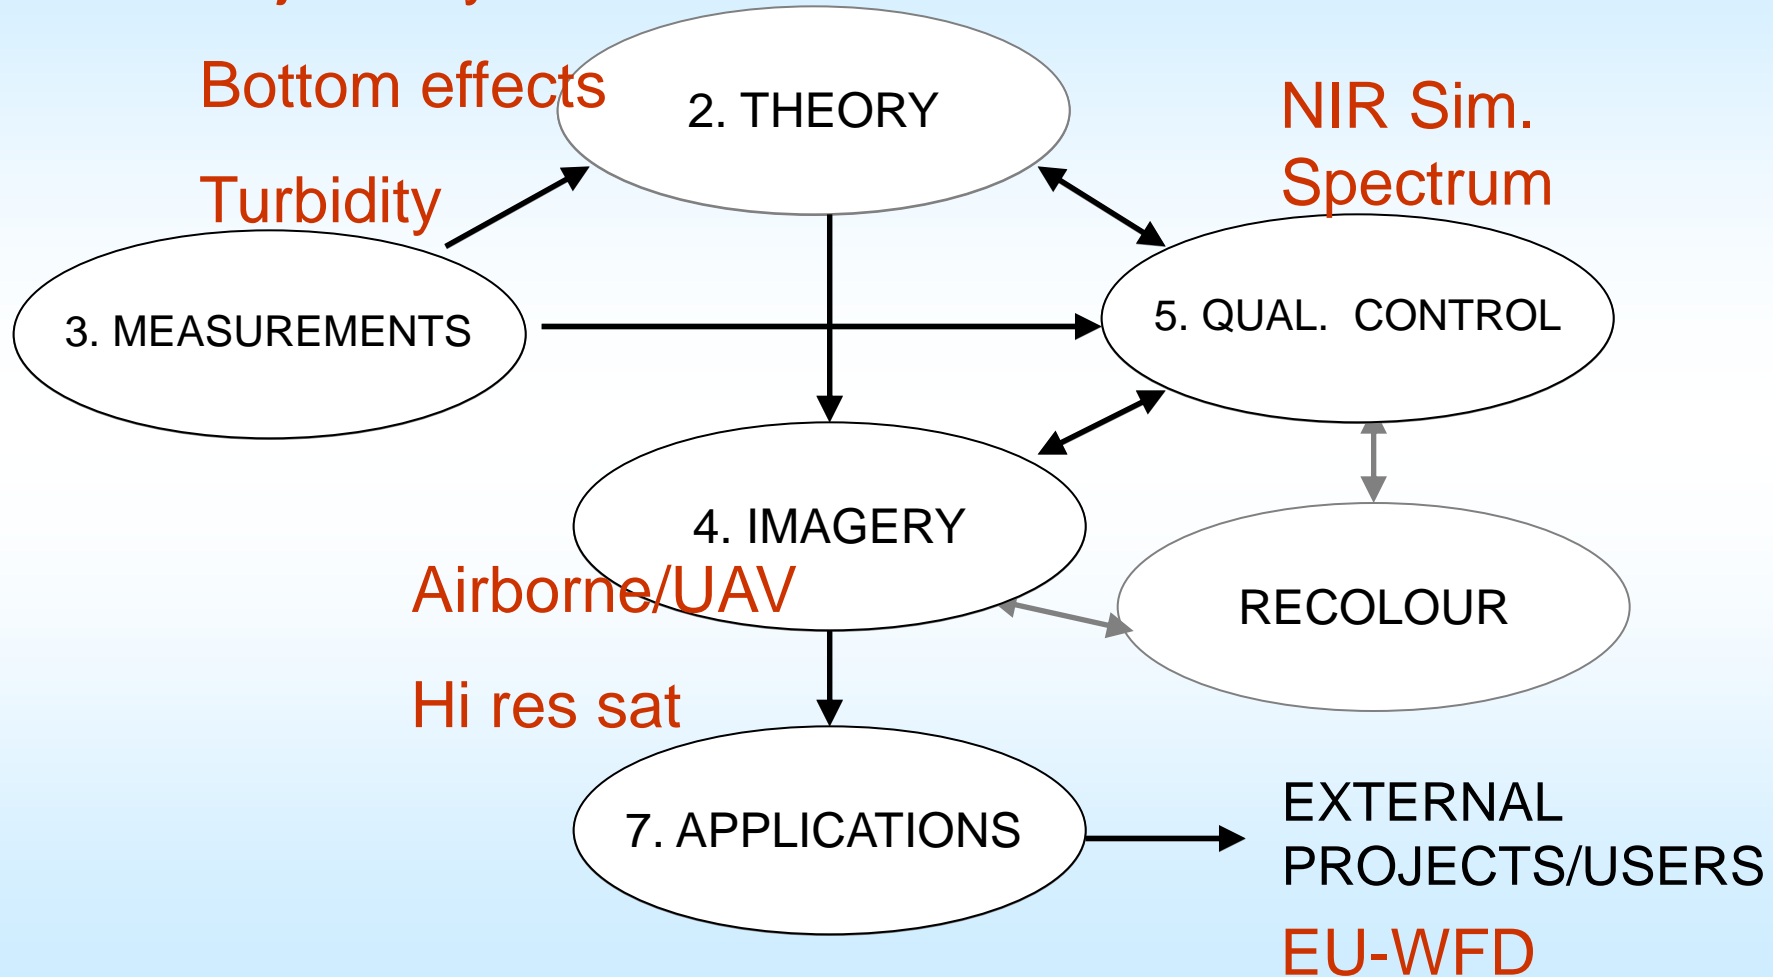 Bottom effects
2. THEORY
NIR Sim.
Spectrum
Turbidity
3. MEASUREMENTS
5. QUAL. CONTROL
4. IMAGERY
Airborne/UAV
RECOLOUR
Hi res sat
7. APPLICATIONS
EXTERNAL
PROJECTS/USERS
EU-WFD